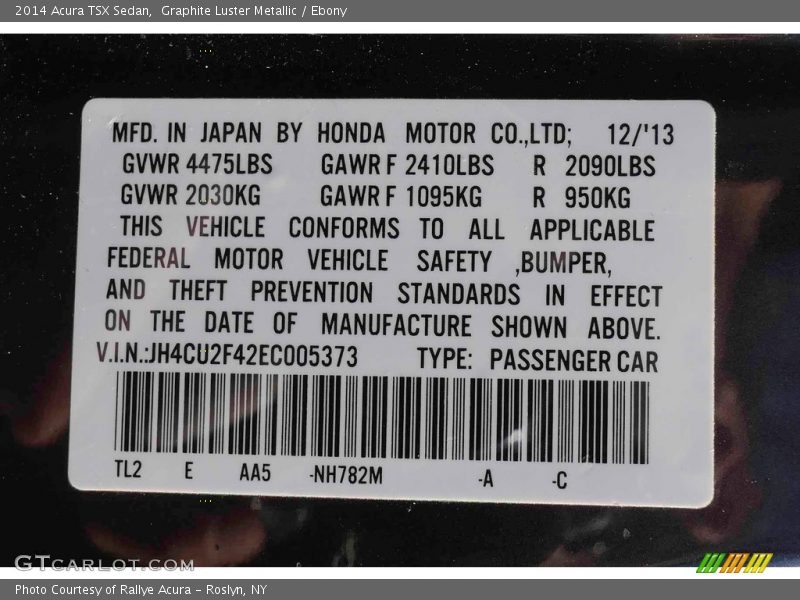 2014 Acura TSX Sedan,  Graphite Luster Metallic / Ebony
MFD. IN JAPAN BY HONDA MOTOR CO.,LTD; 12/'13
GVWR 4475LBS GAWR F 2410LBS R 2090LBS
GVWR 2030KG GAWR F 1095KG R 950KG
THIS VEHICLE CONFORMS TO ALL APPLICABLE
FEDERAL MOTOR VEHICLE SAFETY ,BUMPER,
AND THEFT PREVENTION STANDARDS IN EFFECT
ON THE DATE OF MANUFACTURE SHOWN ABOVE.
V.I.N.:JH4CU2F42EC005373 TYPE: PASSENGER CAR
TL2 E AA5 -NH782M -A -C
GTCARLOT.COM
Photo Courtesy of Rallye Acura - Roslyn, NY